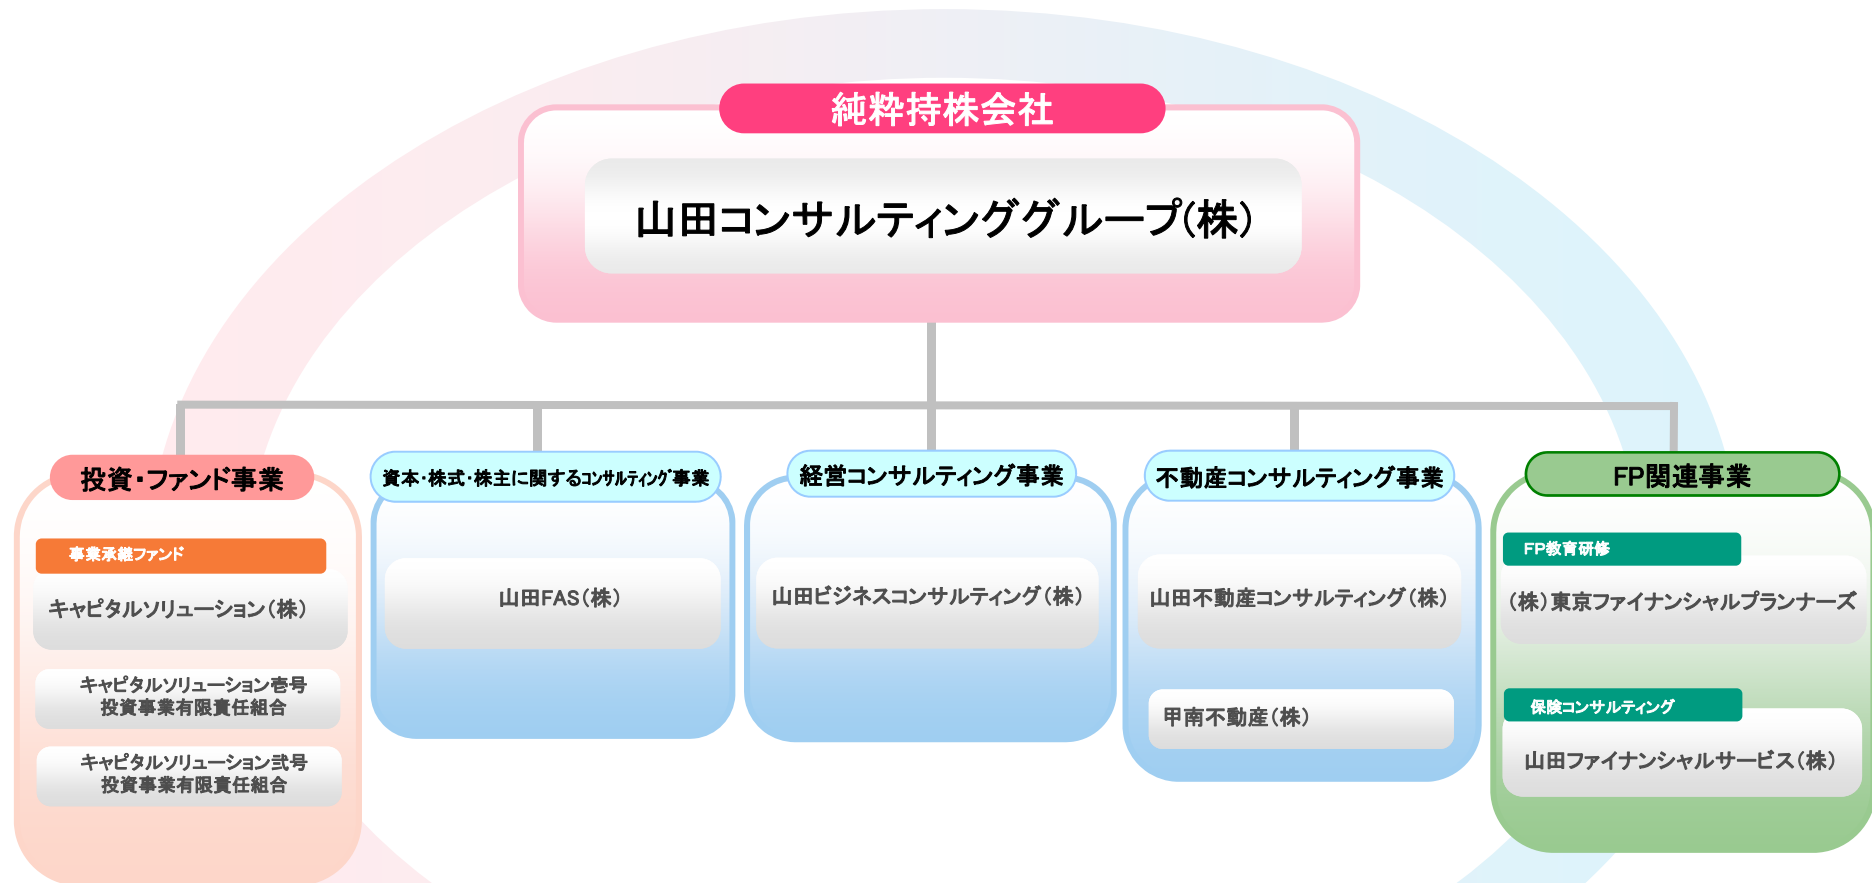 純粋持株会社
山田コンサルティンググループ(株)
投資・ファンド事業
事業承継ファンド
キャピタルソリューション(株)
キャピタルソリューション壱号
投資事業有限責任組合
キャピタルソリューション弐号
投資事業有限責任組合
資本・株式・株主に関するコンサルティング事業
山田FAS(株)
経営コンサルティング事業
山田ビジネスコンサルティング(株)
不動産コンサルティング事業
山田不動産コンサルティング(株)
甲南不動産(株)
FP関連事業
FP教育研修
(株)東京ファイナンシャルプランナーズ
保険コンサルティング
山田ファイナンシャルサービス(株)